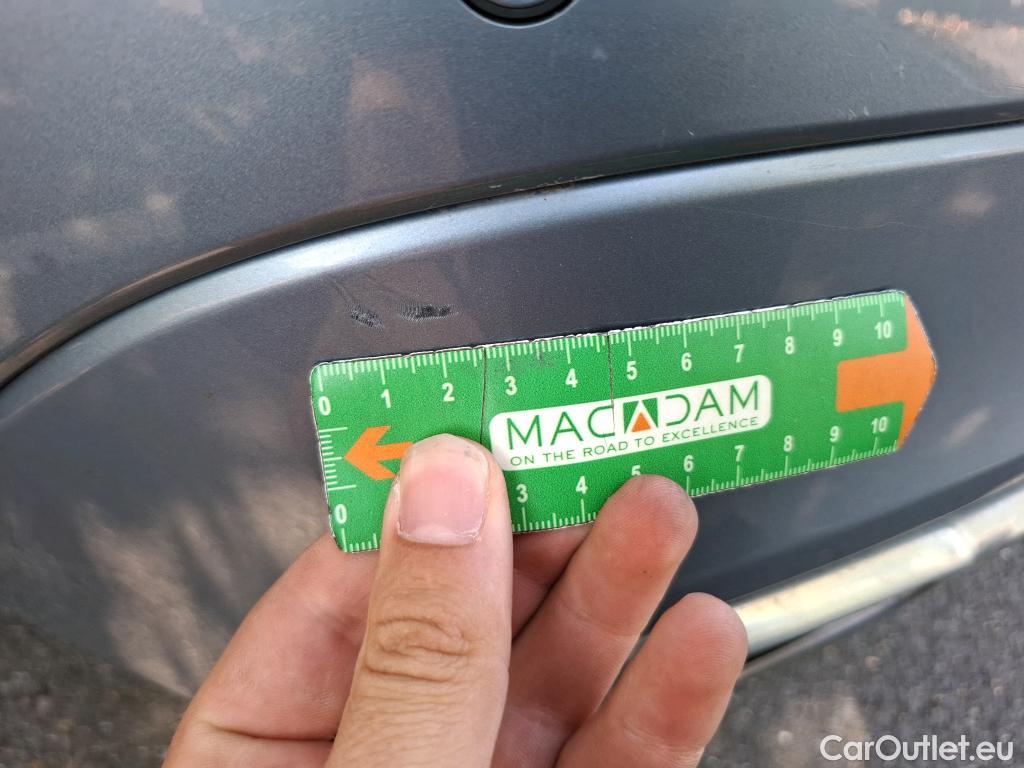 0 1 2 3 4 5 6 7 8 9 10
MACADAM
ON THE ROAD TO EXCELLENCE
0 3 4 5 6 7 8 9 10
CarOutlet.eu